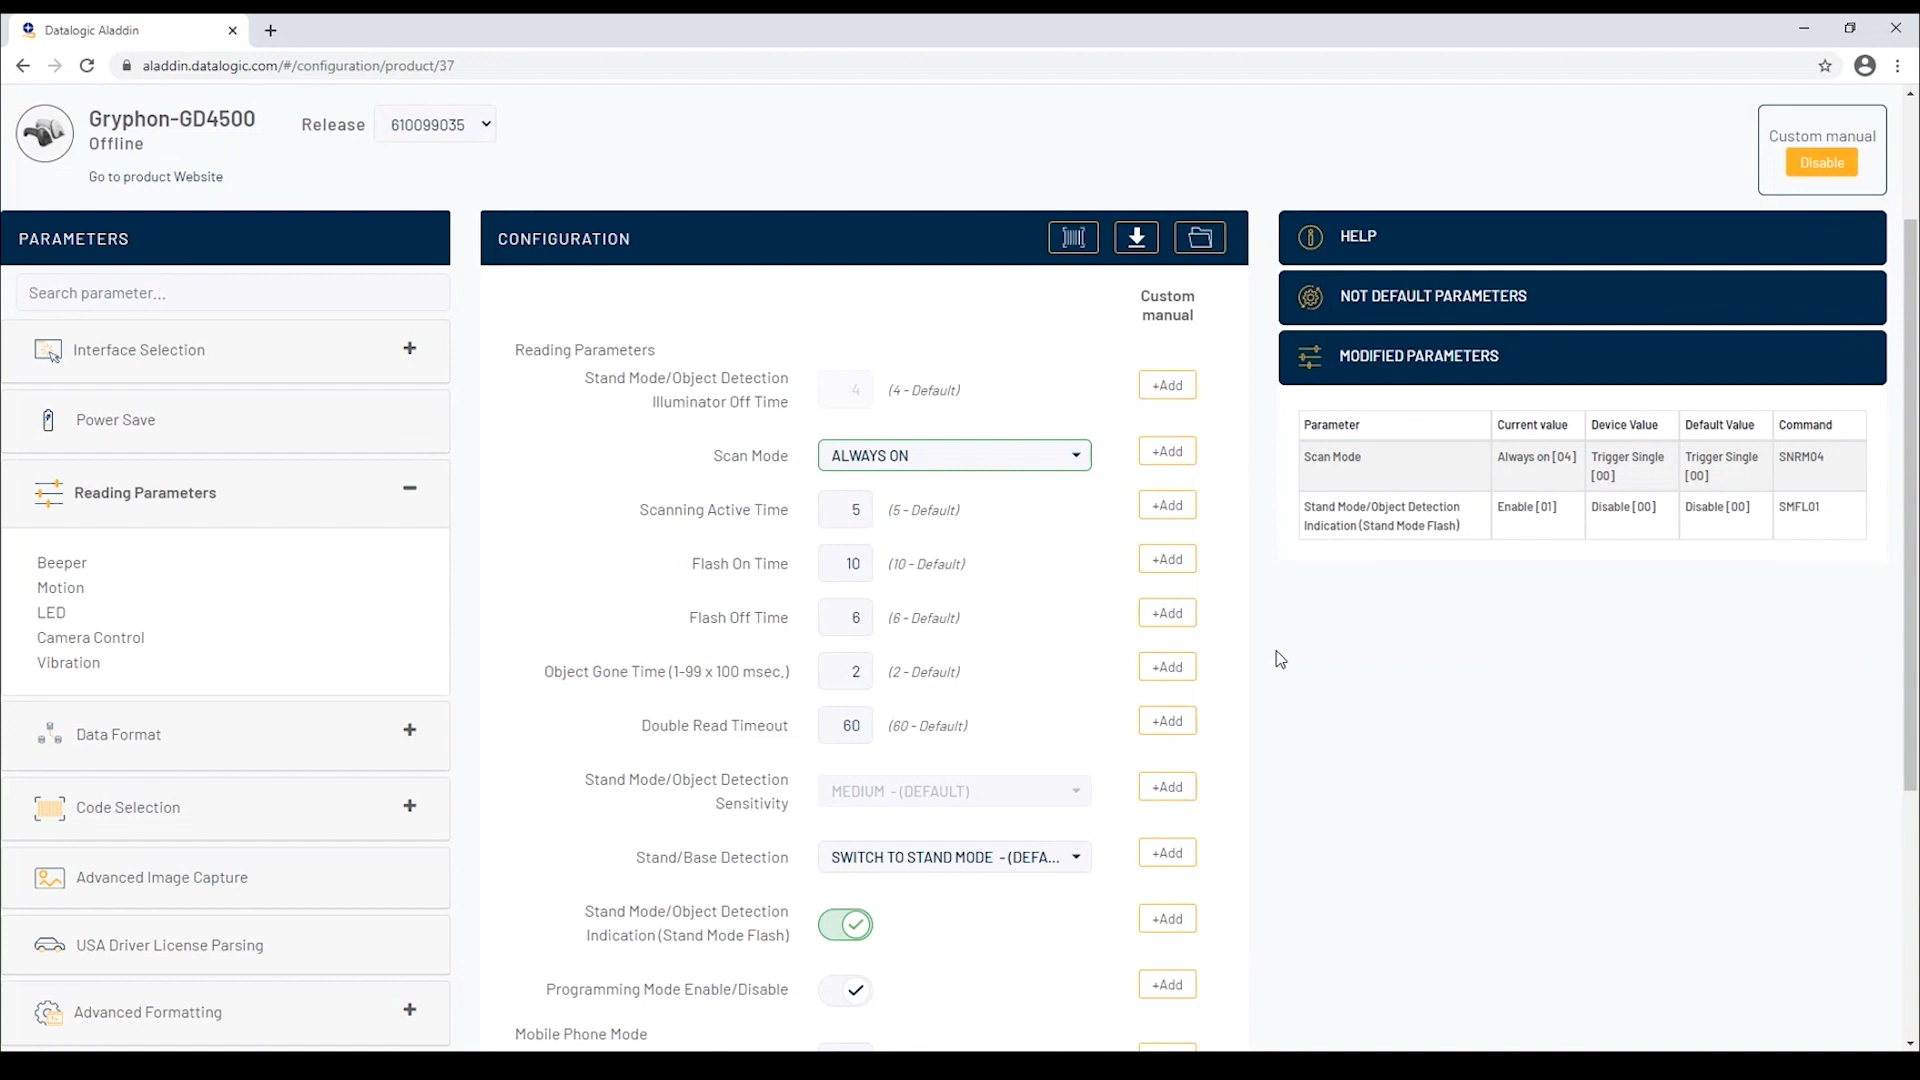 Datalogic Aladdin
aladdin.datalogic.com/#/configuration/product/37
Gryphon-GD4500
Offline
Go to product Website
Release 610099035
Custom manual
Disable
PARAMETERS
Search parameter...
Interface Selection
Power Save
Reading Parameters
Beeper
Motion
LED
Camera Control
Vibration
Data Format
Code Selection
Advanced Image Capture
USA Driver License Parsing
Advanced Formatting
CONFIGURATION
Custom
manual
Reading Parameters
Stand Mode/Object Detection
Illuminator Off Time
4 (4 - Default) +Add
Scan Mode ALWAYS ON +Add
Scanning Active Time 5 (5 - Default) +Add
Flash On Time 10 (10 - Default) +Add
Flash Off Time 6 (6 - Default) +Add
Object Gone Time (1-99 x 100 msec.) 2 (2 - Default) +Add
Double Read Timeout 60 (60 - Default) +Add
Stand Mode/Object Detection
Sensitivity
MEDIUM - (DEFAULT) +Add
Stand/Base Detection SWITCH TO STAND MODE - (DEFA... +Add
Stand Mode/Object Detection
Indication (Stand Mode Flash)
+Add
Programming Mode Enable/Disable +Add
Mobile Phone Mode
HELP
NOT DEFAULT PARAMETERS
MODIFIED PARAMETERS
Parameter Current value Device Value Default Value Command
Scan Mode Always on [04] Trigger Single [00] Trigger Single [00] SNRM04
Stand Mode/Object Detection Indication (Stand Mode Flash) Enable [01] Disable [00] Disable [00] SMFL01